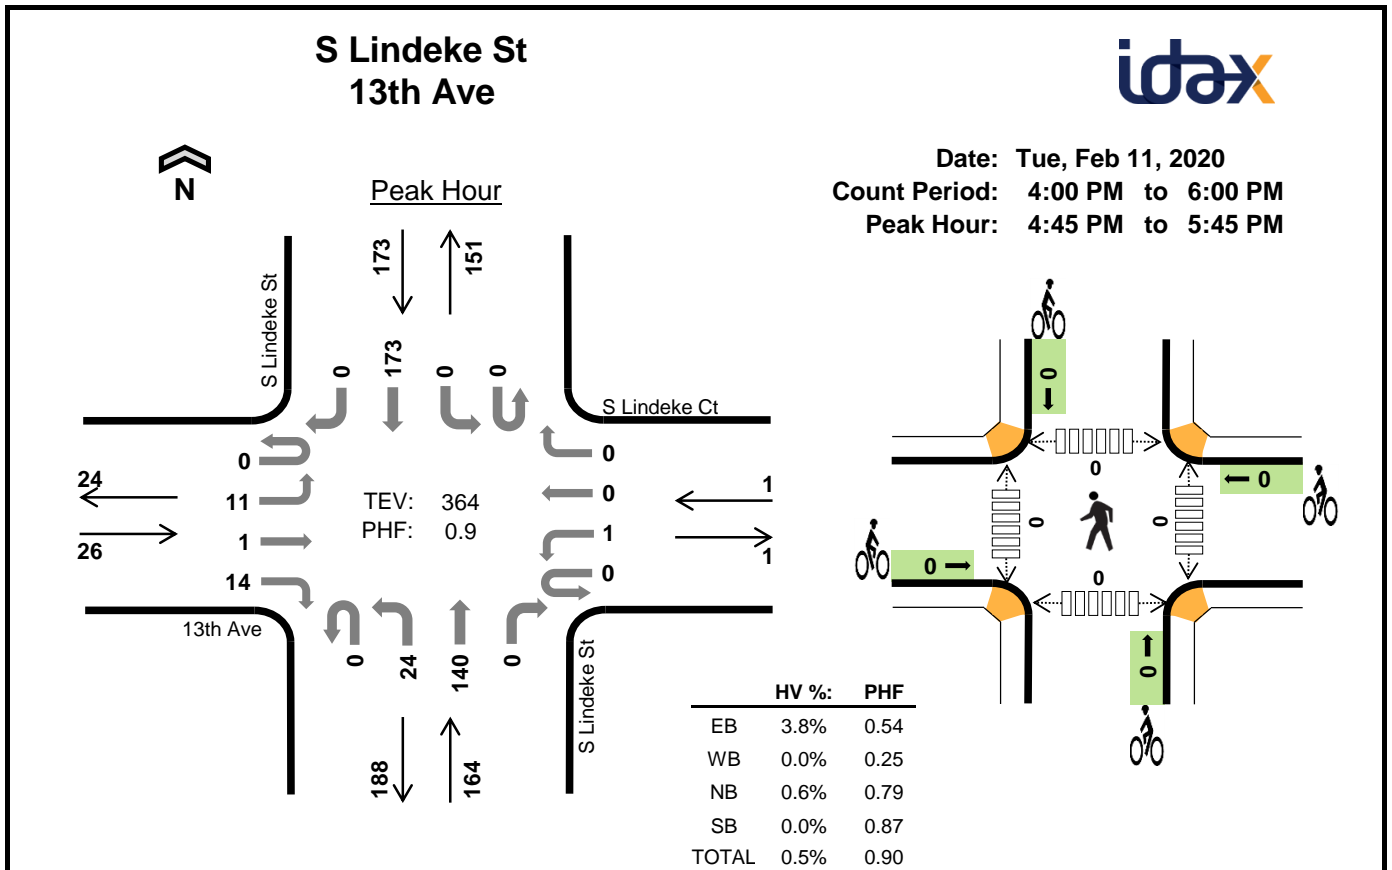 S Lindeke St
13th Ave
idax
N
Peak Hour
Date: Tue, Feb 11, 2020
Count Period: 4:00 PM to 6:00 PM
Peak Hour: 4:45 PM to 5:45 PM
173
151
S Lindeke St
0
173
0
0
S Lindeke Ct
0
11
1
14
24
26
TEV: 364
PHF: 0.9
0
0
1
0
1
1
13th Ave
0
24
140
0
S Lindeke St
188
164
0
0
0
0
0
0
0
0
HV %: PHF
EB 3.8% 0.54
WB 0.0% 0.25
NB 0.6% 0.79
SB 0.0% 0.87
TOTAL 0.5% 0.90